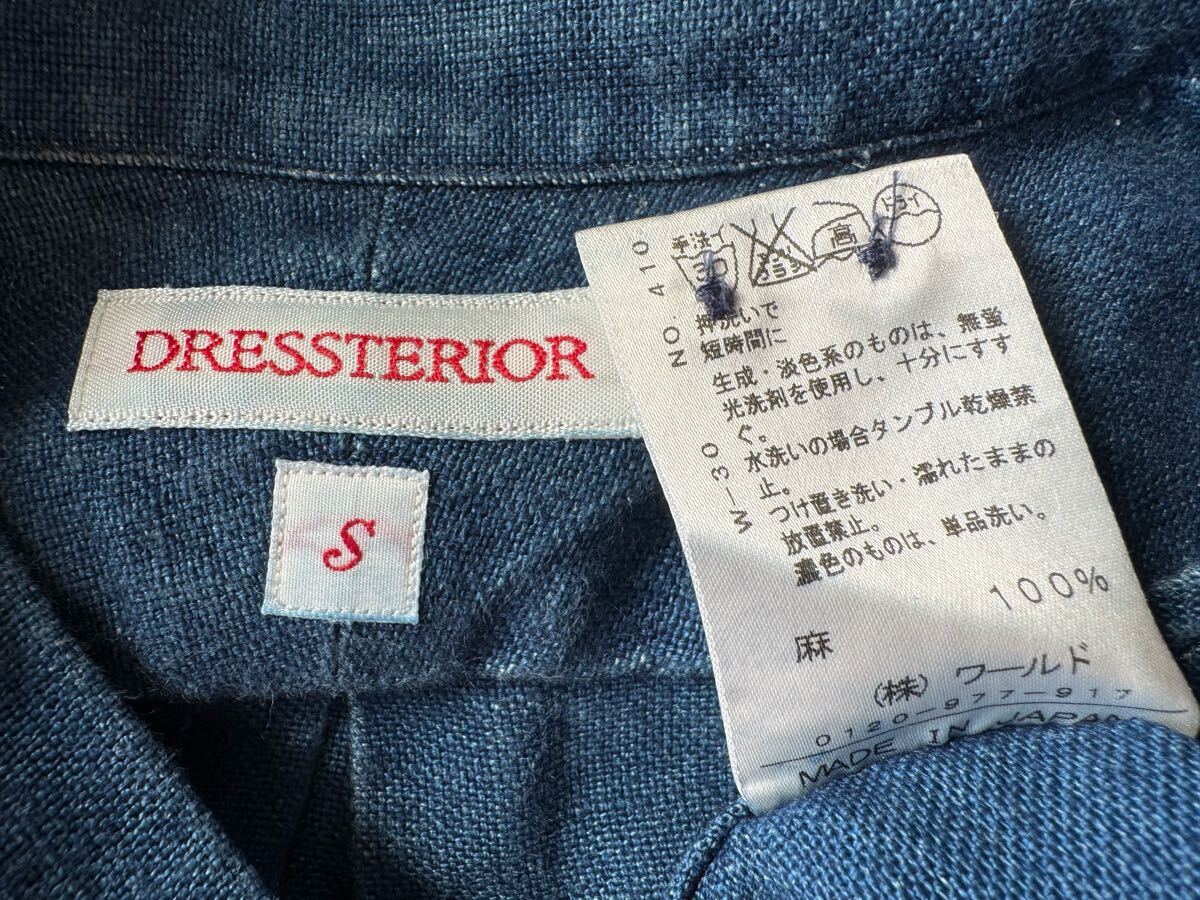 DRESSTERIOR
S
NO. 410
手洗イ
30
高
ドライ
押洗いで
短時間に
生成・淡色系のものは、無蛍
光洗剤を使用し、十分にすす
ぐ。
W-30
水洗いの場合タンブル乾燥禁
止。
つけ置き洗い・濡れたままの
放置禁止。
濃色のものは、単品洗い。
100%
麻
(株) ワールド
0120-977-917
MADE IN JAPAN